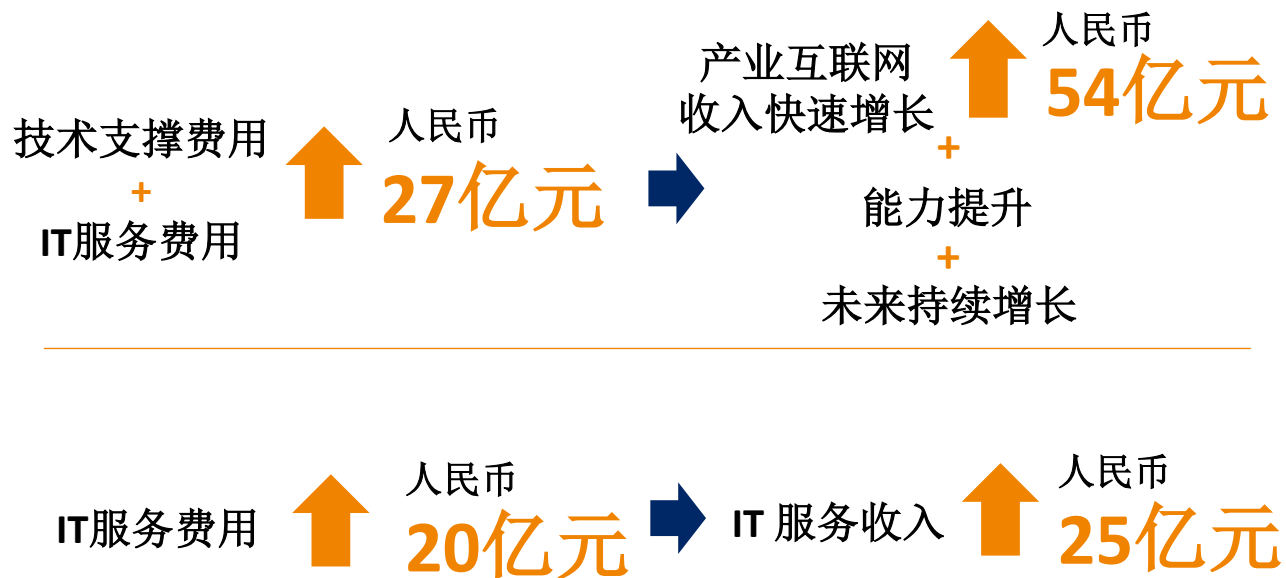 技术支撑费用
+
IT服务费用
人民币
27亿元
产业互联网
收入快速增长
人民币
54亿元
+
能力提升
+
未来持续增长
IT服务费用
人民币
20亿元
IT 服务收入
人民币
25亿元